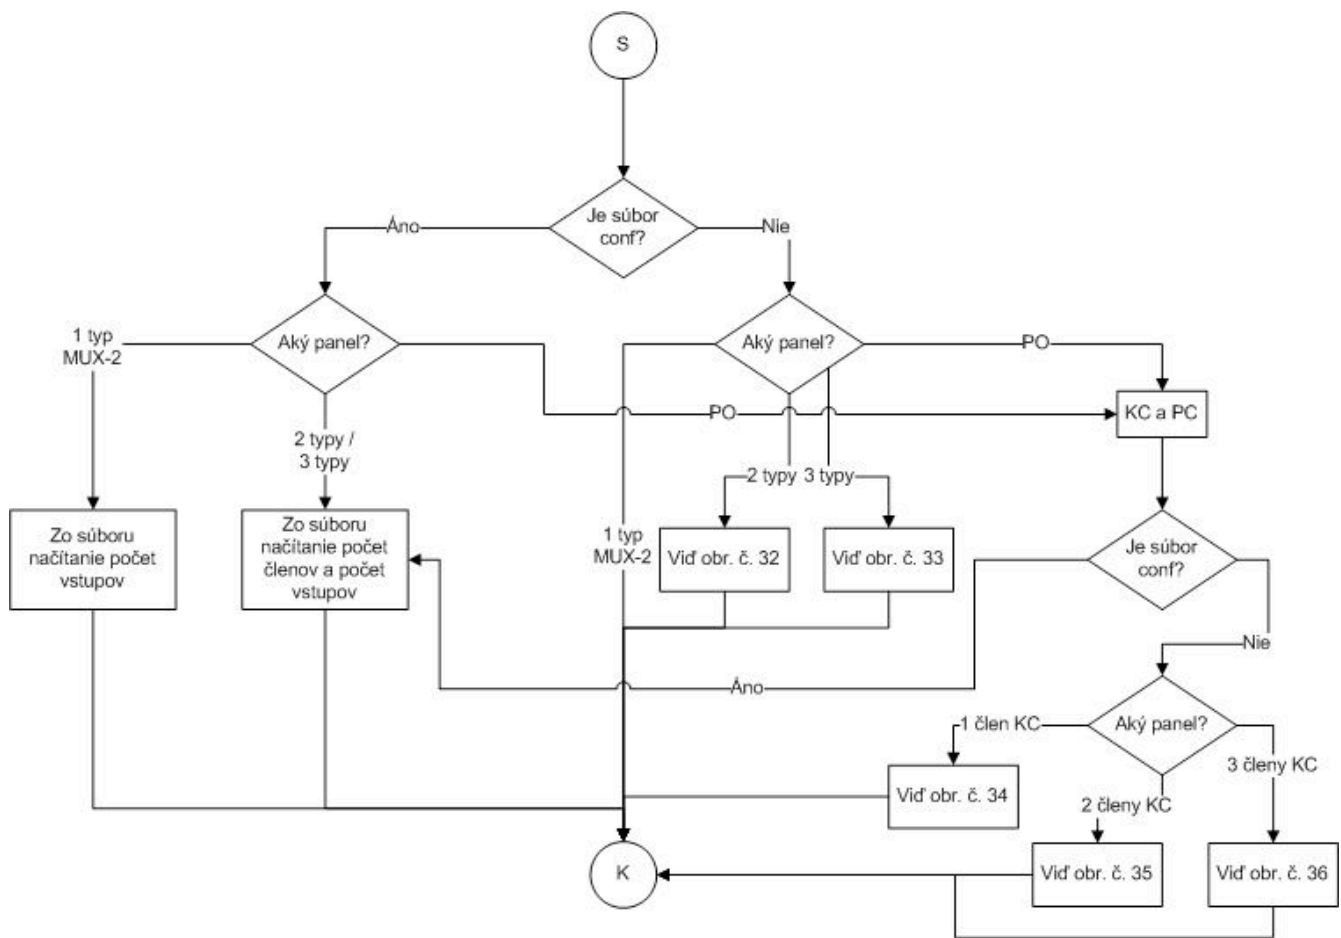 S
Je súbor
conf?
Áno
Nie
Aký panel?
1 typ
MUX-2
Aký panel?
PO
KC a PC
PO
2 typy /
3 typy
2 typy
3 typy
Zo súboru
načítanie počet
vstupov
Zo súboru
načítanie počet
členov a počet
vstupov
1 typ
MUX-2
Viď obr. č. 32
Viď obr. č. 33
Je súbor
conf?
Nie
Áno
1 člen KC
Aký panel?
3 členy KC
Viď obr. č. 34
2 členy KC
K
Viď obr. č. 35
Viď obr. č. 36